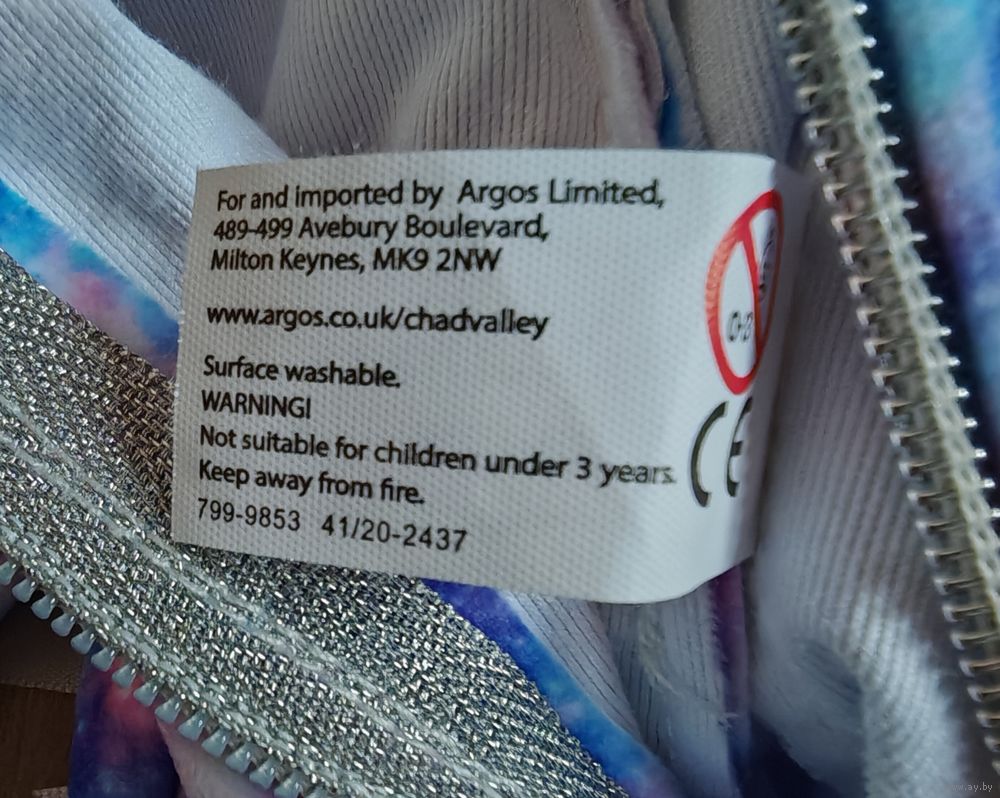 For and imported by Argos Limited,
489-499 Avebury Boulevard,
Milton Keynes, MK9 2NW
www.argos.co.uk/chadvalley
Surface washable.
WARNING!
Not suitable for children under 3 years.
Keep away from fire.
799-9853 41/20-2437
0-3
CE